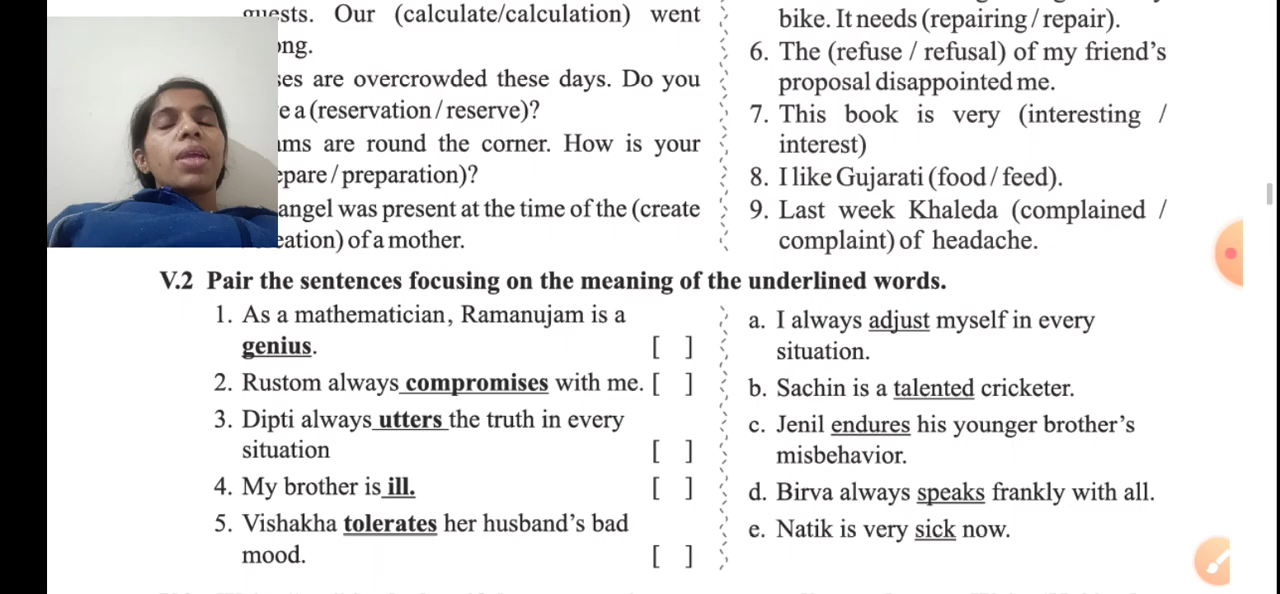 guests. Our (calculate/calculation) went
are overcrowded these days. Do you
a (reservation / reserve)?
are round the corner. How is your
/ preparation)?
angel was present at the time of the (create
of a mother.
bike. It needs (repairing / repair).
6. The (refuse / refusal) of my friend's
proposal disappointed me.
7. This book is very (interesting /
interest)
8. I like Gujarati (food / feed).
9. Last week Khaleda (complained /
complaint) of headache.
V.2 Pair the sentences focusing on the meaning of the underlined words.
1. As a mathematician, Ramanujam is a
genius. [ ]
2. Rustom always compromises with me. [ ]
3. Dipti always utters the truth in every
situation [ ]
4. My brother is ill. [ ]
5. Vishakha tolerates her husband's bad
mood. [ ]
a. I always adjust myself in every
situation.
b. Sachin is a talented cricketer.
c. Jenil endures his younger brother's
misbehavior.
d. Birva always speaks frankly with all.
e. Natik is very sick now.